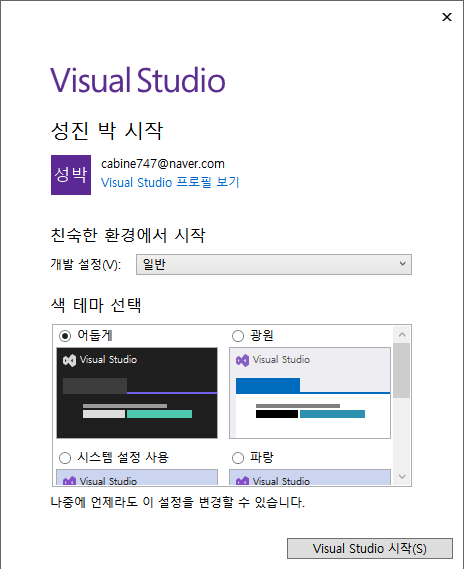 Visual Studio
성진 박 시작
성박
cabine747@naver.com
Visual Studio 프로필 보기
친숙한 환경에서 시작
개발 설정(V): 일반
색 테마 선택
어둡게 광원
Visual Studio Visual Studio
시스템 설정 사용 파랑
Visual Studio Visual Studio
나중에 언제라도 이 설정을 변경할 수 있습니다.
Visual Studio 시작(S)